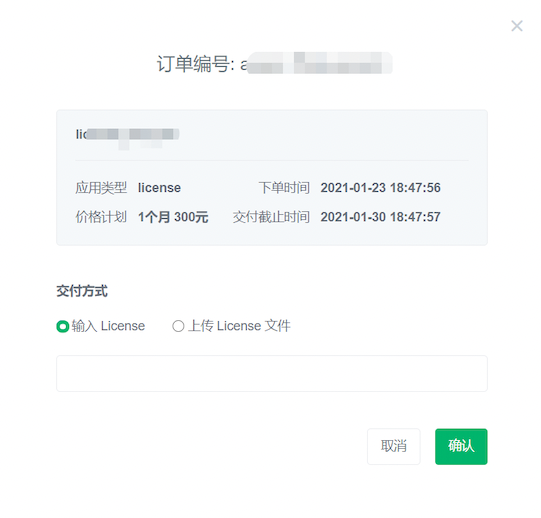 订单编号: a
lic
应用类型 license 下单时间 2021-01-23 18:47:56
价格计划 1个月 300元 交付截止时间 2021-01-30 18:47:57
交付方式
输入 License 上传 License 文件
取消 确认